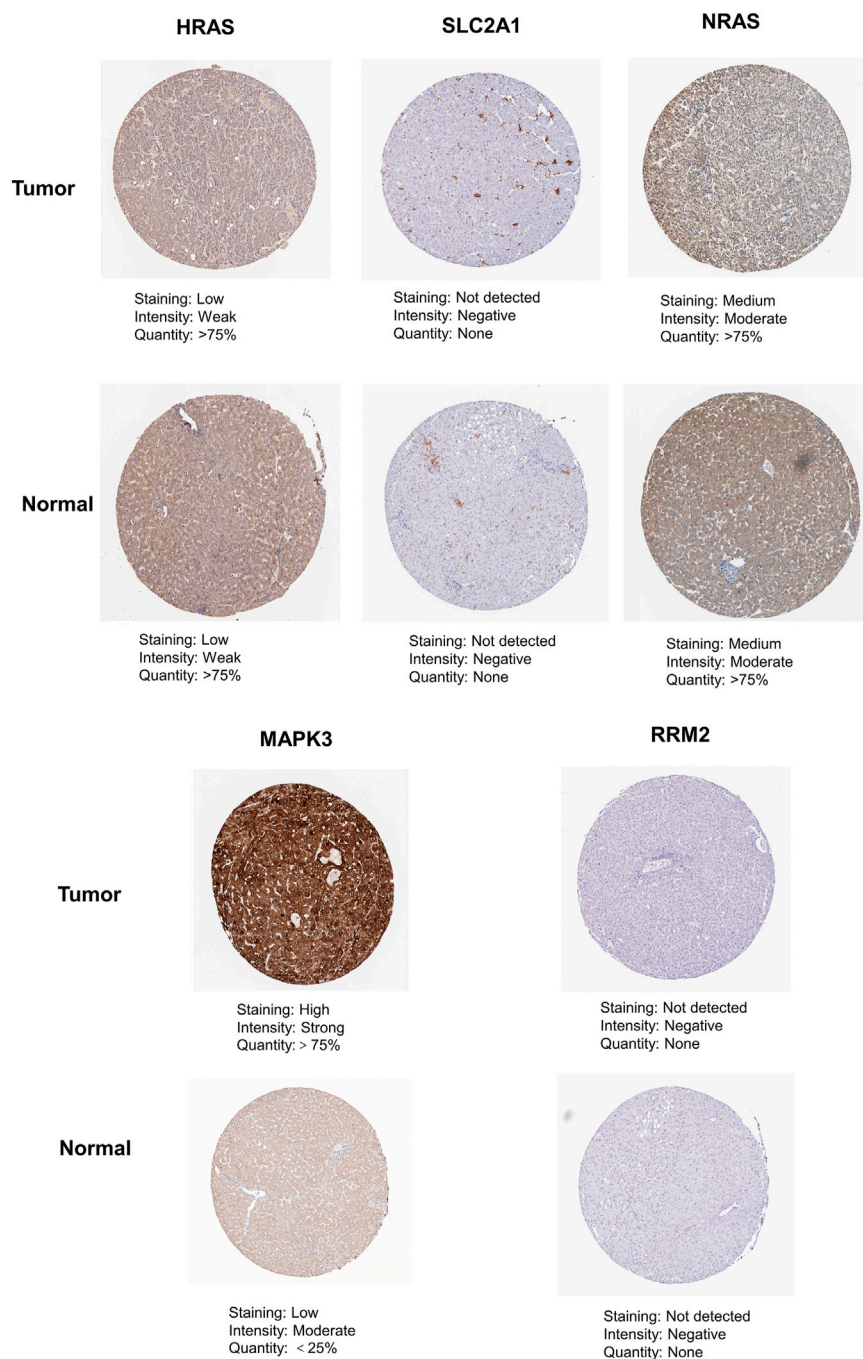 HRAS
SLC2A1
NRAS
Tumor
Staining: Low
Intensity: Weak
Quantity: >75%
Staining: Not detected
Intensity: Negative
Quantity: None
Staining: Medium
Intensity: Moderate
Quantity: >75%
Normal
Staining: Low
Intensity: Weak
Quantity: >75%
Staining: Not detected
Intensity: Negative
Quantity: None
Staining: Medium
Intensity: Moderate
Quantity: >75%
MAPK3
RRM2
Tumor
Staining: High
Intensity: Strong
Quantity: > 75%
Staining: Not detected
Intensity: Negative
Quantity: None
Normal
Staining: Low
Intensity: Moderate
Quantity: < 25%
Staining: Not detected
Intensity: Negative
Quantity: None